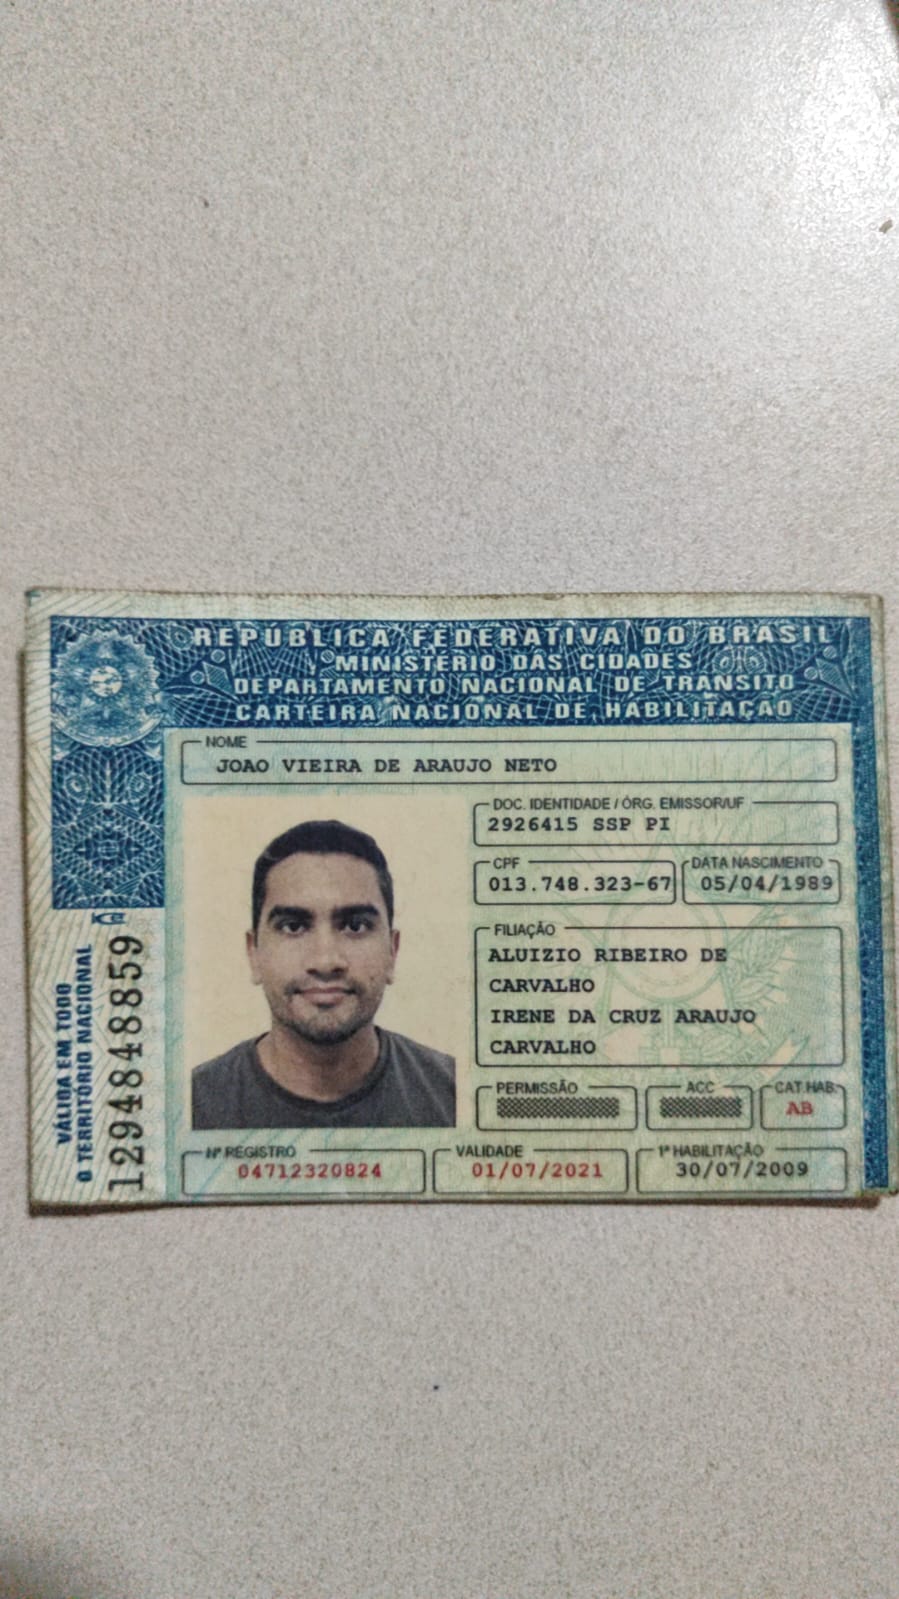 REPÚBLICA FEDERATIVA DO BRASIL
MINISTÉRIO DAS CIDADES
DEPARTAMENTO NACIONAL DE TRÂNSITO
CARTEIRA NACIONAL DE HABILITAÇÃO
NOME
JOAO VIEIRA DE ARAUJO NETO
DOC. IDENTIDADE / ÓRG. EMISSOR/UF
2926415 SSP PI
CPF
013.748.323-67
DATA NASCIMENTO
05/04/1989
FILIAÇÃO
ALUIZIO RIBEIRO DE
CARVALHO
IRENE DA CRUZ ARAUJO
CARVALHO
PERMISSÃO
ACC
CAT.HAB.
AB
Nº REGISTRO
04712320824
VALIDADE
01/07/2021
1ª HABILITAÇÃO
30/07/2009
VÁLIDA EM TODO
O TERRITÓRIO NACIONAL
1294848859